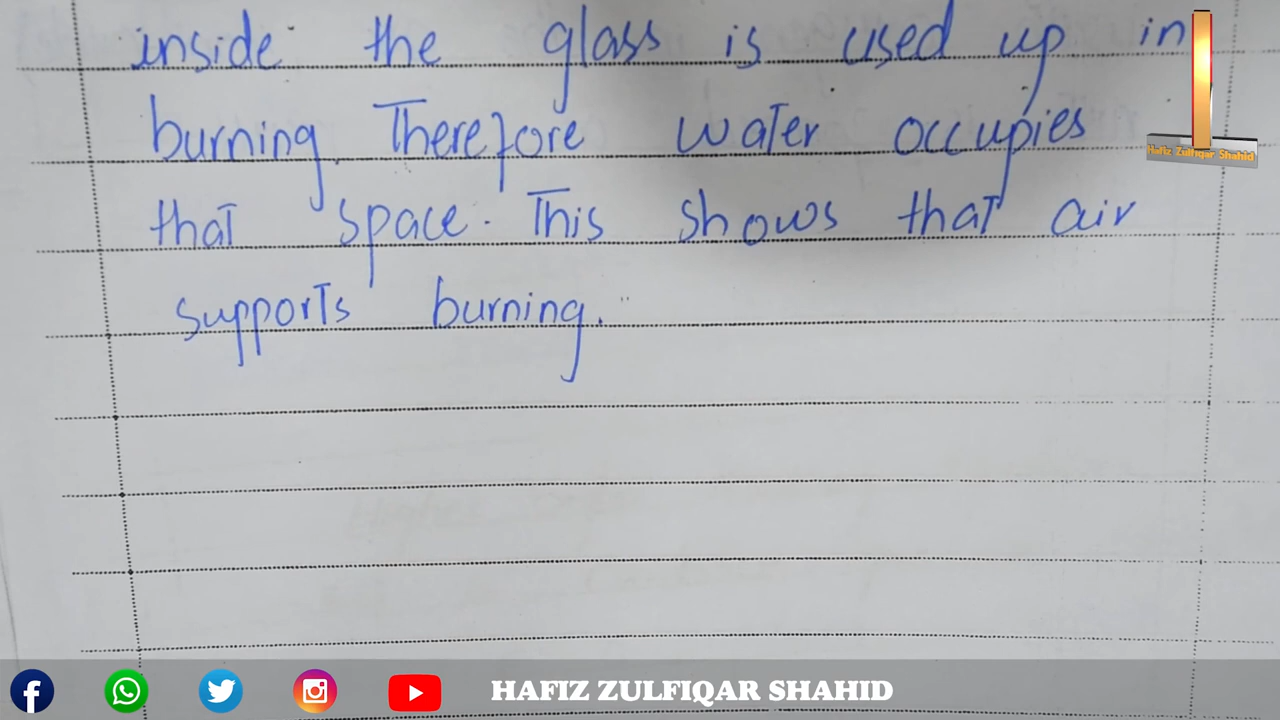 inside the glass is used up in
burning. Therefore water occupies
that space. This shows that air
supports burning.
Hafiz Zulfiqar Shahid
HAFIZ ZULFIQAR SHAHID